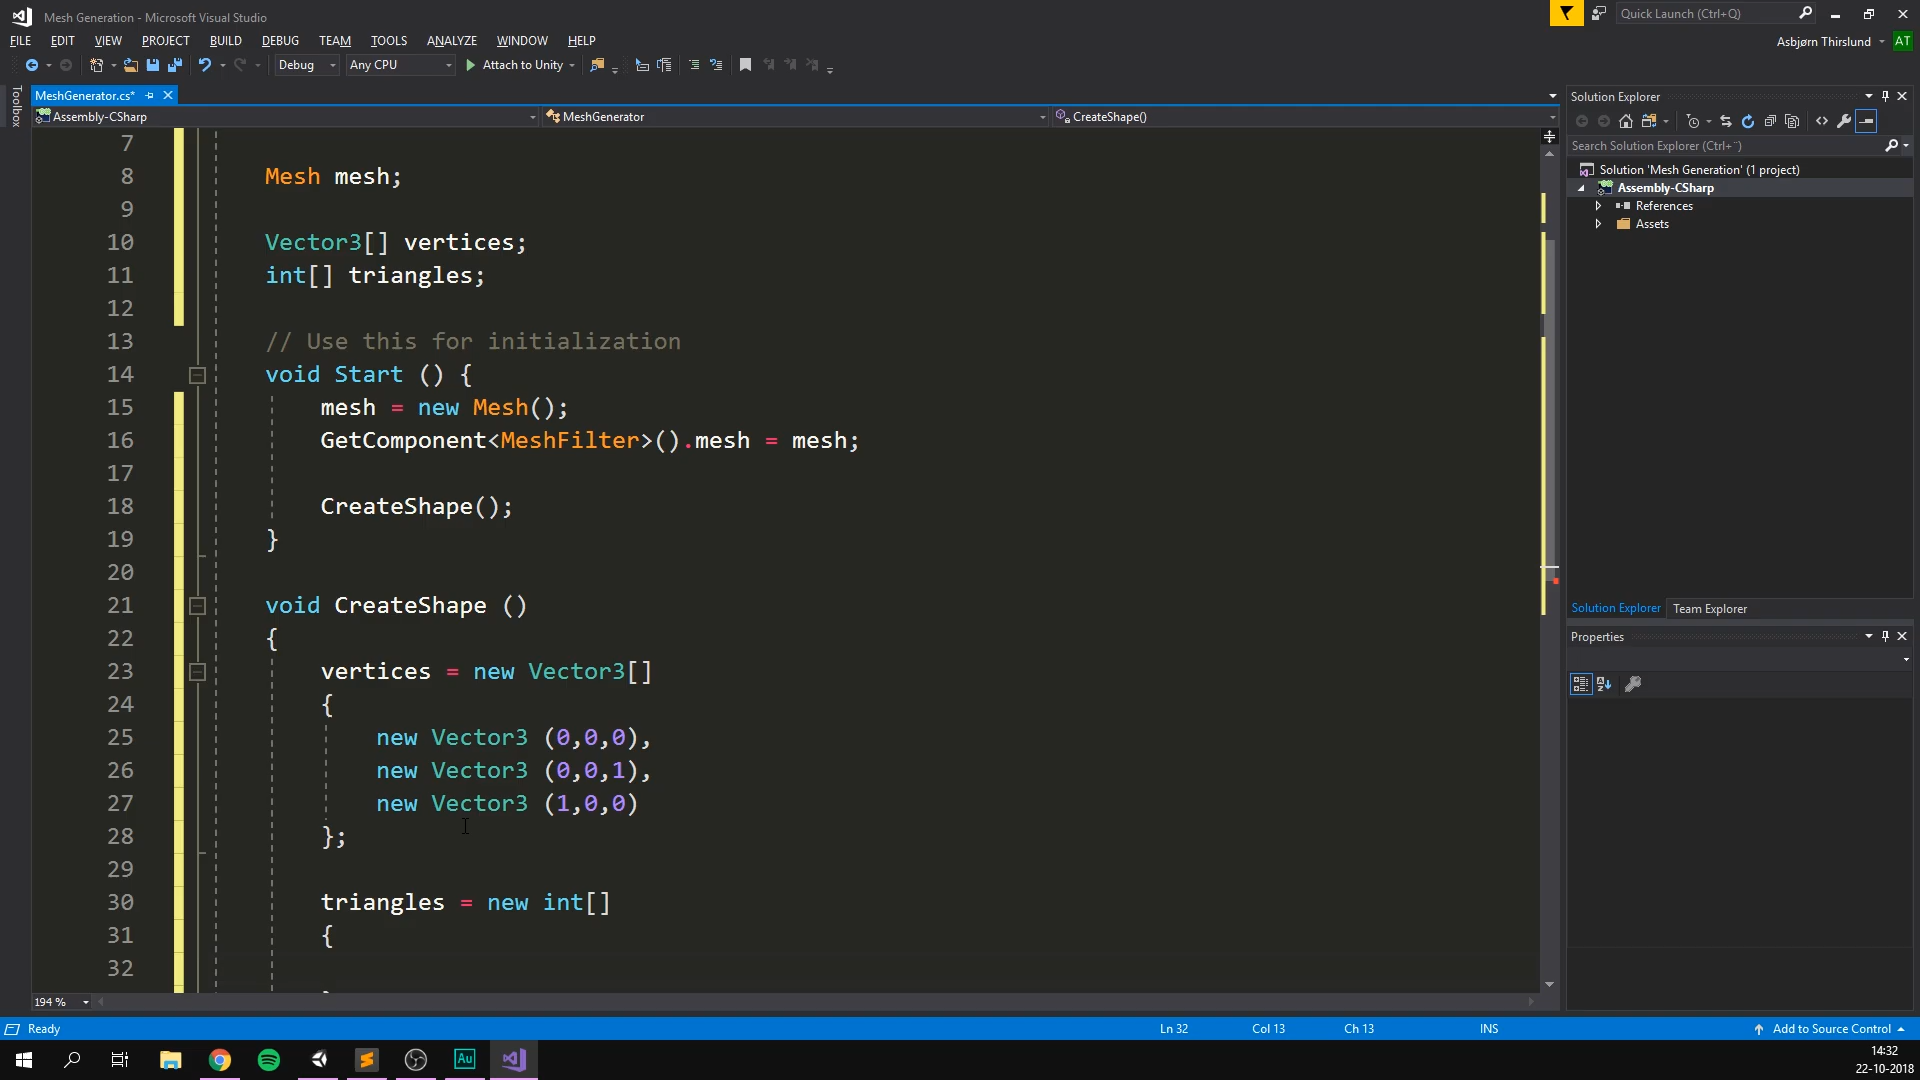 Mesh Generation - Microsoft Visual Studio
Quick Launch (Ctrl+Q)
FILE EDIT VIEW PROJECT BUILD DEBUG TEAM TOOLS ANALYZE WINDOW HELP
Asbjørn Thirslund AT
Debug Any CPU Attach to Unity
Toolbox
MeshGenerator.cs*
Assembly-CSharp MeshGenerator CreateShape()
7
8 Mesh mesh;
9
10 Vector3[] vertices;
11 int[] triangles;
12
13 // Use this for initialization
14 void Start () {
15 mesh = new Mesh();
16 GetComponent<MeshFilter>().mesh = mesh;
17
18 CreateShape();
19 }
20
21 void CreateShape ()
22 {
23 vertices = new Vector3[]
24 {
25 new Vector3 (0,0,0),
26 new Vector3 (0,0,1),
27 new Vector3 (1,0,0)
28 };
29
30 triangles = new int[]
31 {
32
194 %
Solution Explorer
Search Solution Explorer (Ctrl+¨)
Solution 'Mesh Generation' (1 project)
Assembly-CSharp
References
Assets
Solution Explorer Team Explorer
Properties
Ready Ln 32 Col 13 Ch 13 INS Add to Source Control
Au
14:32
22-10-2018